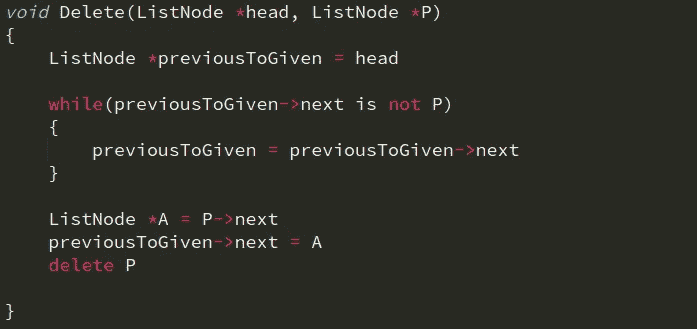 void Delete(ListNode *head, ListNode *P)
{
    ListNode *previousToGiven = head
    while(previousToGiven->next is not P)
    {
        previousToGiven = previousToGiven->next
    }
    ListNode *A = P->next
    previousToGiven->next = A
    delete P
}